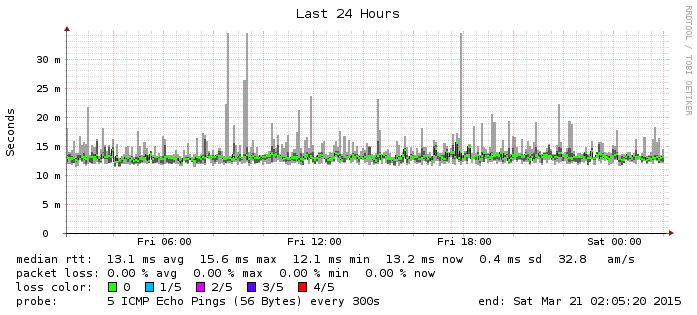 Last 24 Hours
RRDTOOL / TOBI OETIKER
Seconds
30 m
25 m
20 m
15 m
10 m
5 m
0
Fri 06:00 Fri 12:00 Fri 18:00 Sat 00:00
median rtt: 13.1 ms avg 15.6 ms max 12.1 ms min 13.2 ms now 0.4 ms sd 32.8 am/s
packet loss: 0.00 % avg 0.00 % max 0.00 % min 0.00 % now
loss color: 0 1/5 2/5 3/5 4/5
probe: 5 ICMP Echo Pings (56 Bytes) every 300s end: Sat Mar 21 02:05:20 2015